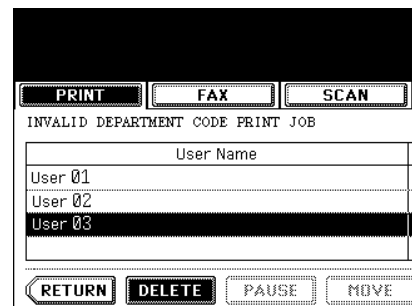 PRINT FAX SCAN
INVALID DEPARTMENT CODE PRINT JOB
User Name
User 01
User 02
User 03
RETURN DELETE PAUSE MOVE